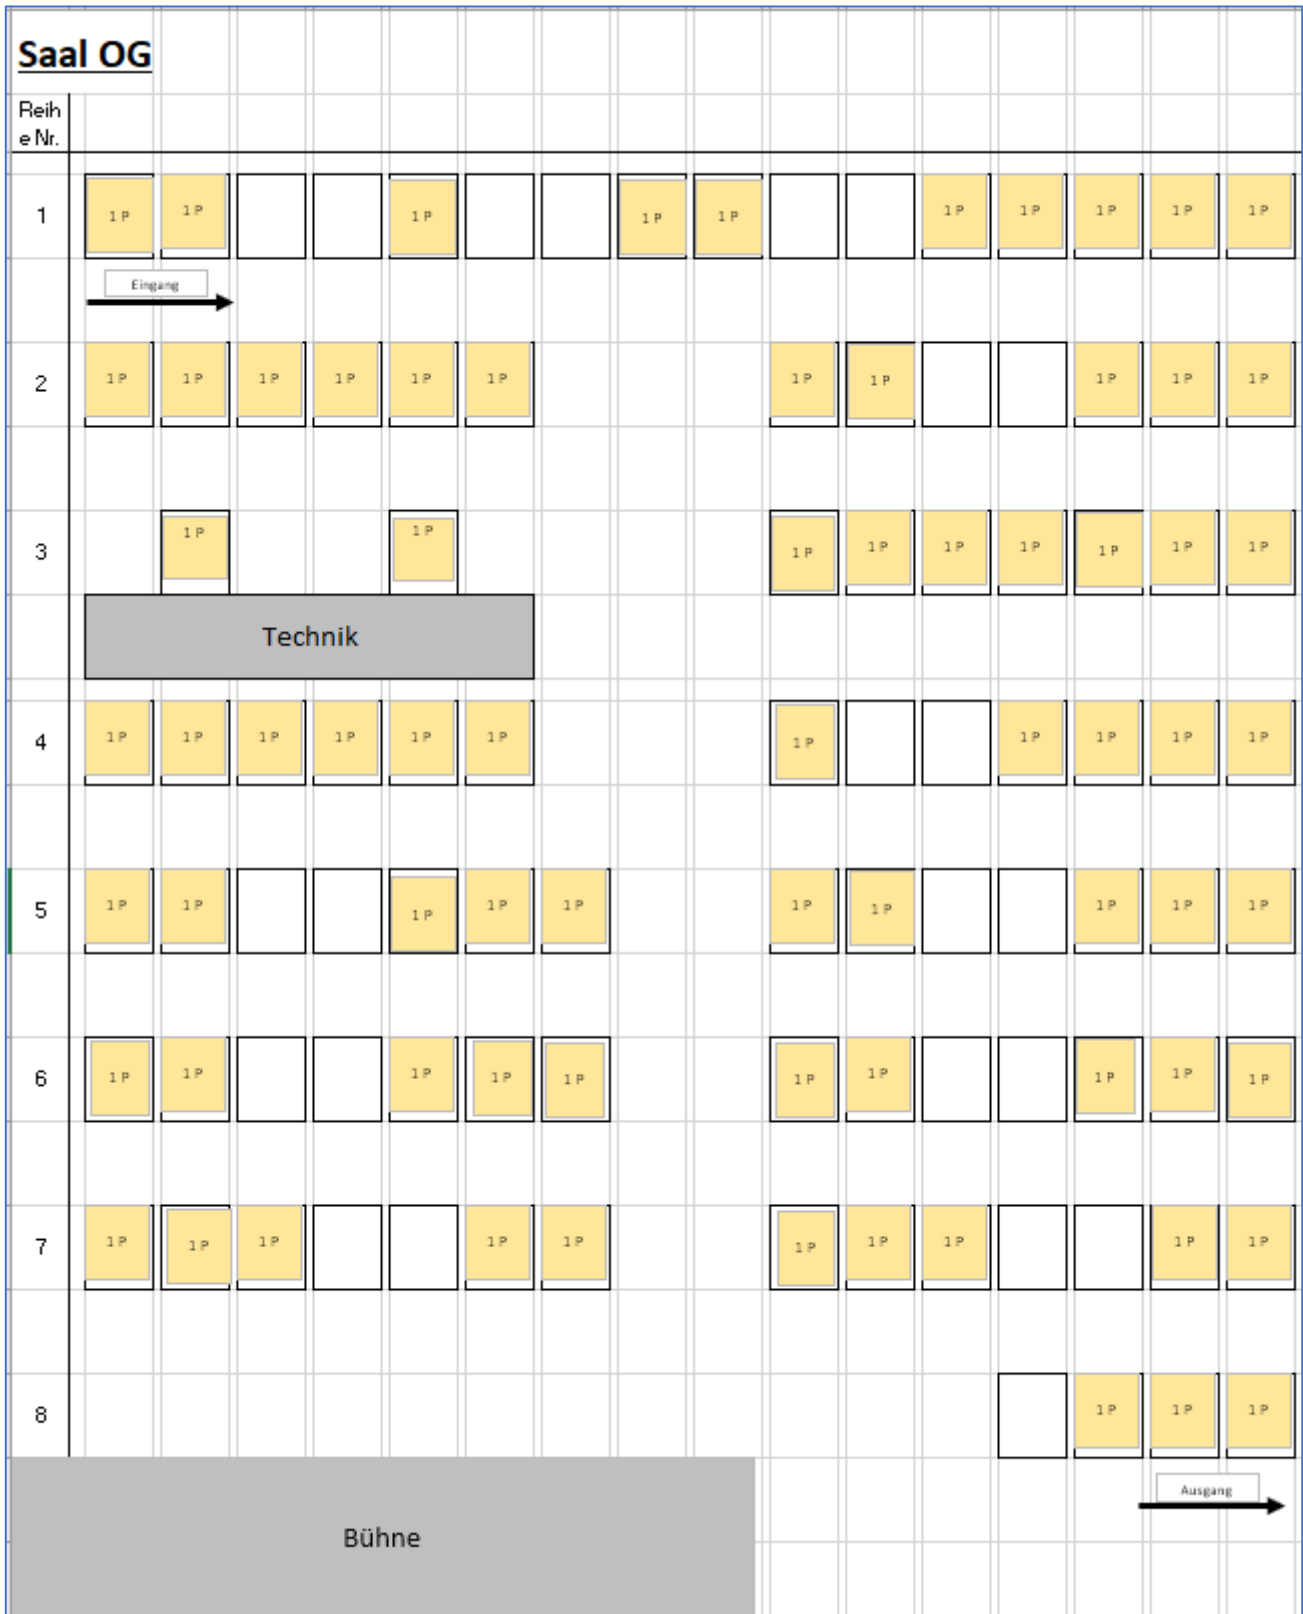 Saal OG
Reih
e Nr.
1 1 P 1 P 1 P 1 P 1 P 1 P 1 P 1 P 1 P 1 P
Eingang
2 1 P 1 P 1 P 1 P 1 P 1 P 1 P 1 P 1 P 1 P 1 P
3 1 P 1 P 1 P 1 P 1 P 1 P 1 P 1 P 1 P
Technik
4 1 P 1 P 1 P 1 P 1 P 1 P 1 P 1 P 1 P 1 P 1 P
5 1 P 1 P 1 P 1 P 1 P 1 P 1 P 1 P 1 P 1 P
6 1 P 1 P 1 P 1 P 1 P 1 P 1 P 1 P 1 P 1 P
7 1 P 1 P 1 P 1 P 1 P 1 P 1 P 1 P 1 P 1 P
8 1 P 1 P 1 P
Ausgang
Bühne